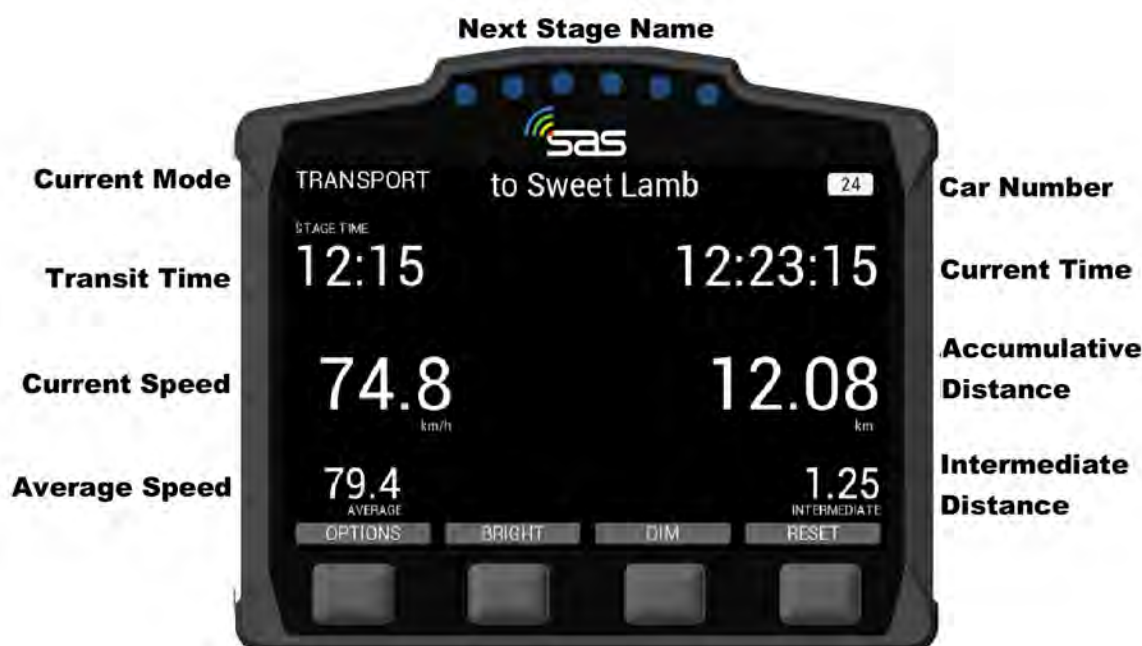 Next Stage Name
sas
Current Mode
TRANSPORT
to Sweet Lamb
24
Car Number
STAGE TIME
Transit Time
12:15
12:23:15
Current Time
Current Speed
74.8
km/h
12.08
km
Accumulative
Distance
Average Speed
79.4
AVERAGE
1.25
INTERMEDIATE
Intermediate
Distance
OPTIONS
BRIGHT
DIM
RESET